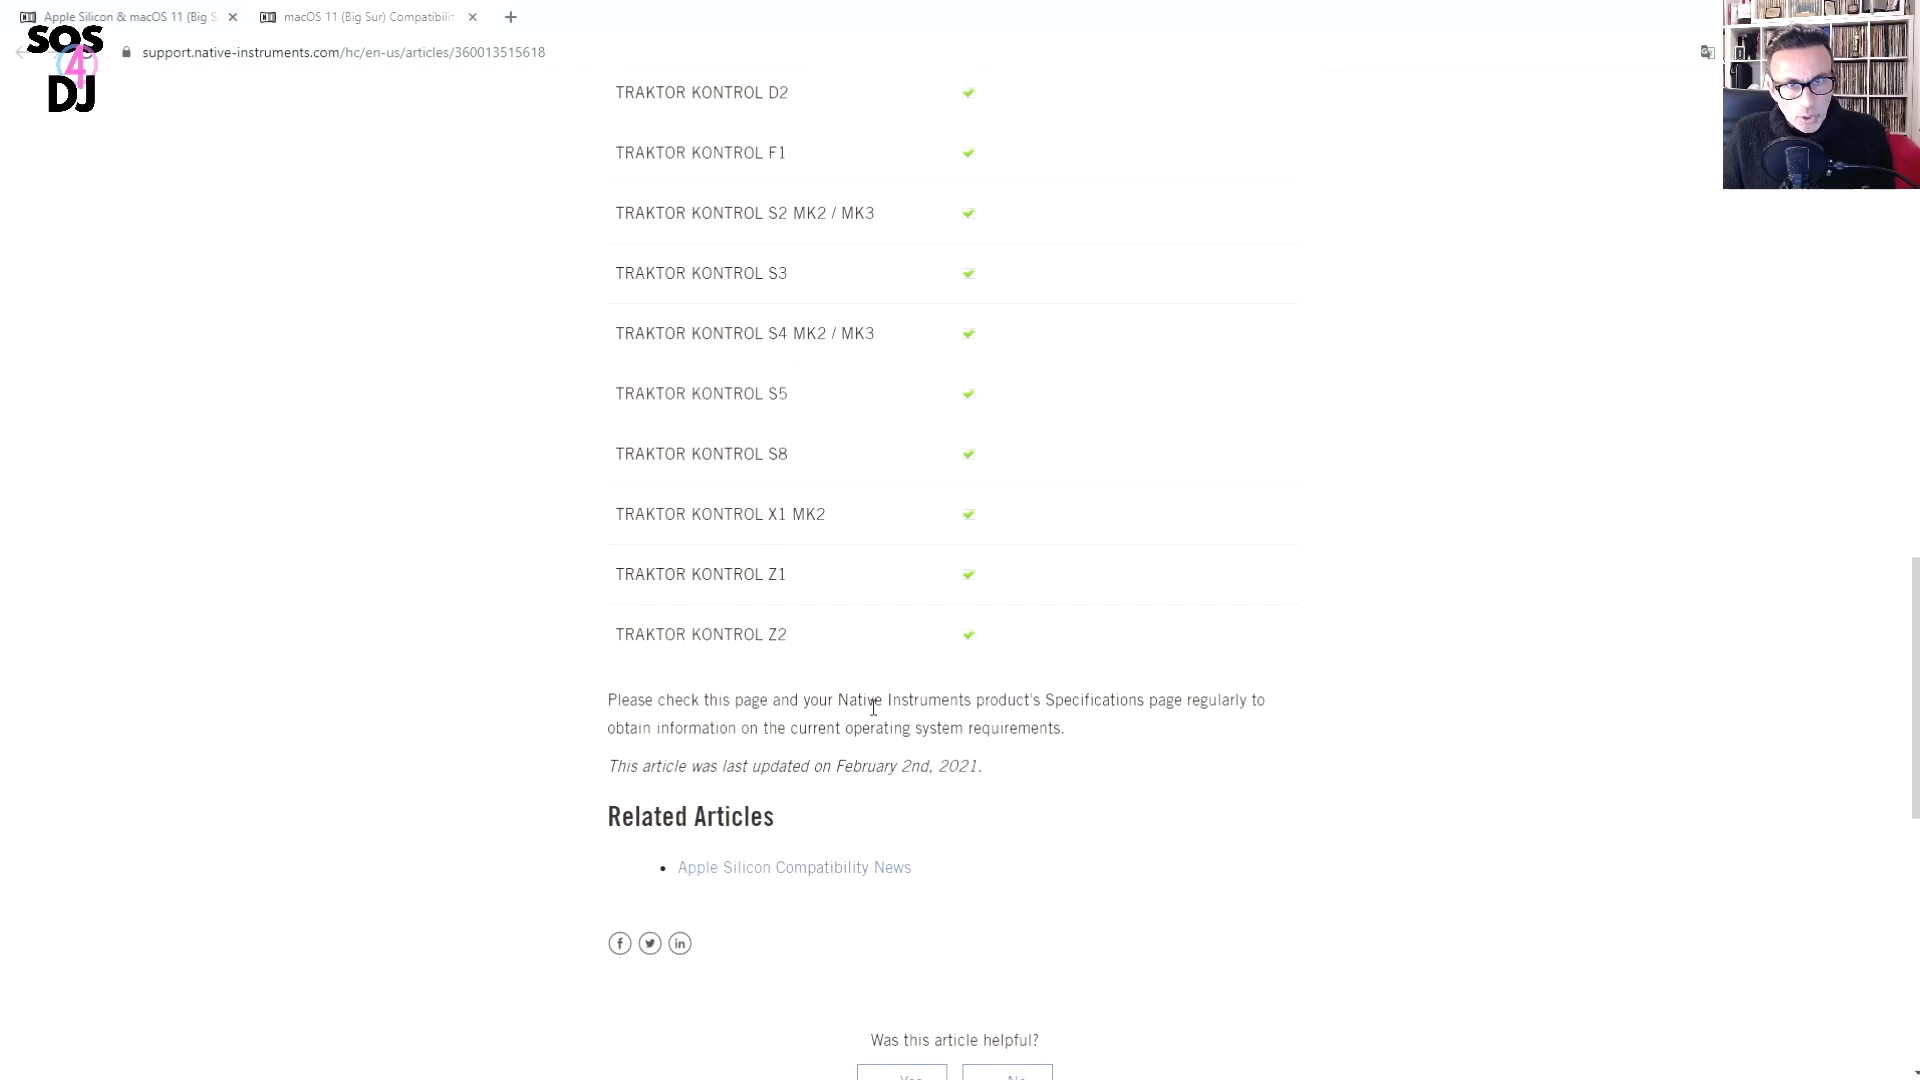 Apple Silicon & macOS 11 (Big S
macOS 11 (Big Sur) Compatibilit
SOS
4
DJ
support.native-instruments.com/hc/en-us/articles/360013515618
TRAKTOR KONTROL D2
TRAKTOR KONTROL F1
TRAKTOR KONTROL S2 MK2 / MK3
TRAKTOR KONTROL S3
TRAKTOR KONTROL S4 MK2 / MK3
TRAKTOR KONTROL S5
TRAKTOR KONTROL S8
TRAKTOR KONTROL X1 MK2
TRAKTOR KONTROL Z1
TRAKTOR KONTROL Z2
Please check this page and your Native Instruments product's Specifications page regularly to
obtain information on the current operating system requirements.
This article was last updated on February 2nd, 2021.
Related Articles
Apple Silicon Compatibility News
Was this article helpful?
Yes
No